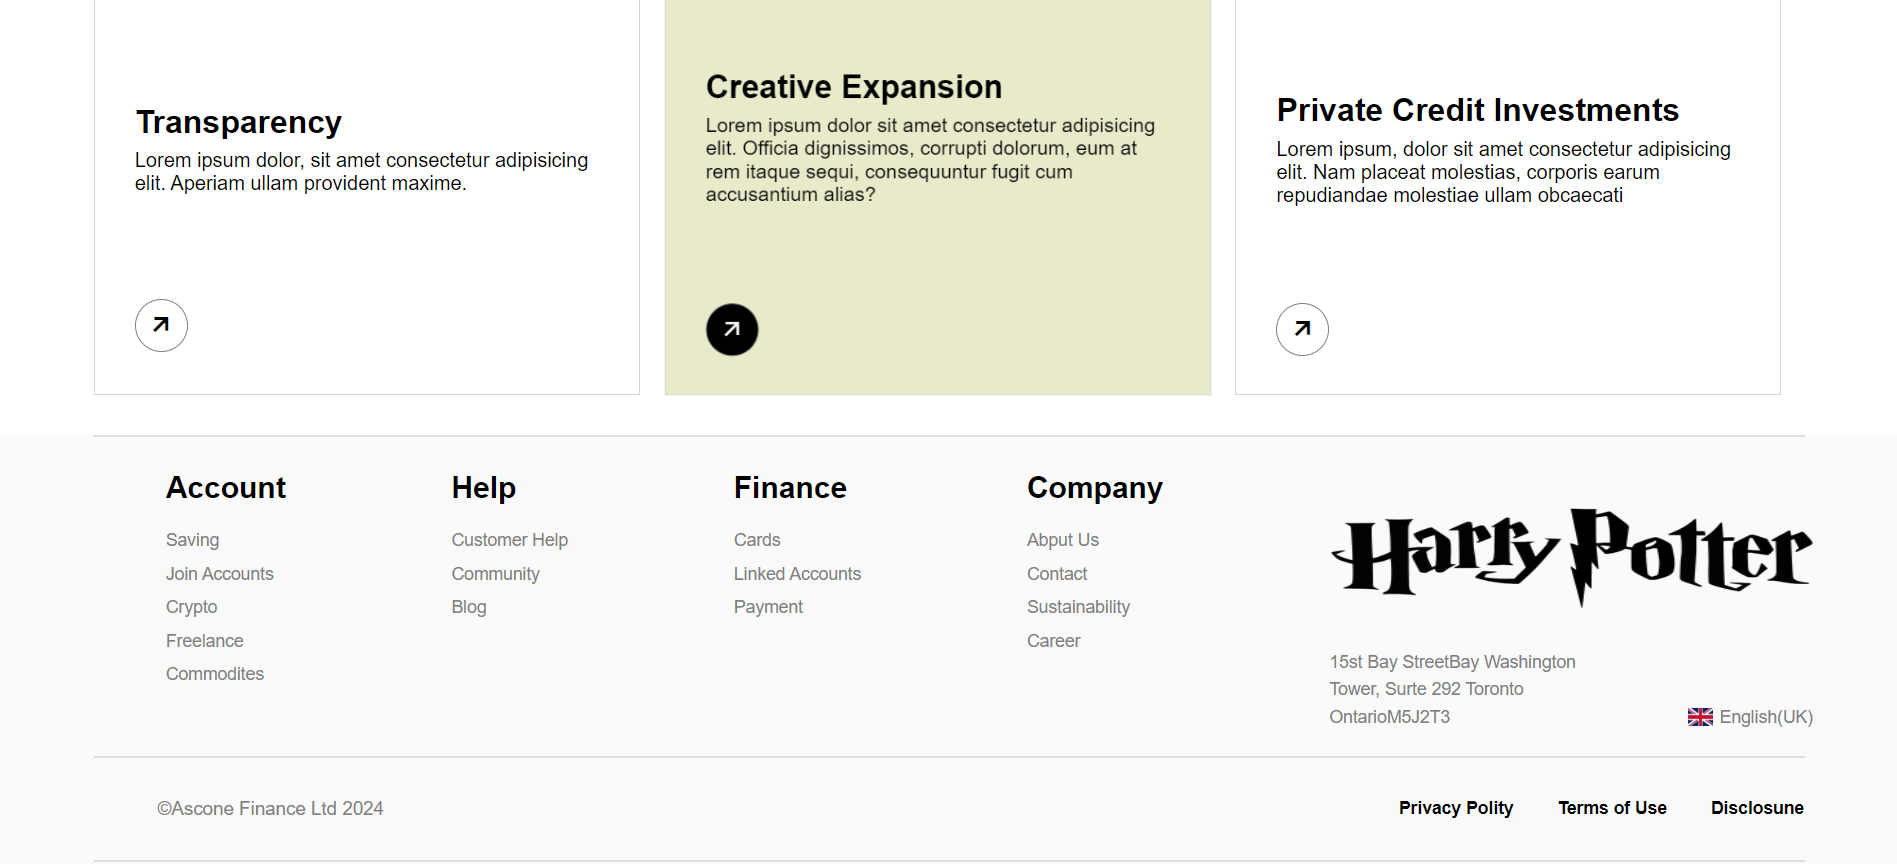 Transparency
Lorem ipsum dolor, sit amet consectetur adipisicing
elit. Aperiam ullam provident maxime.
Creative Expansion
Lorem ipsum dolor sit amet consectetur adipisicing
elit. Officia dignissimos, corrupti dolorum, eum at
rem itaque sequi, consequuntur fugit cum
accusantium alias?
Private Credit Investments
Lorem ipsum, dolor sit amet consectetur adipisicing
elit. Nam placeat molestias, corporis earum
repudiandae molestiae ullam obcaecati
Account
Saving
Join Accounts
Crypto
Freelance
Commodites
Help
Customer Help
Community
Blog
Finance
Cards
Linked Accounts
Payment
Company
Abput Us
Contact
Sustainability
Career
Harry Potter
15st Bay StreetBay Washington
Tower, Surte 292 Toronto
OntarioM5J2T3
English(UK)
©Ascone Finance Ltd 2024
Privacy Polity
Terms of Use
Disclosune